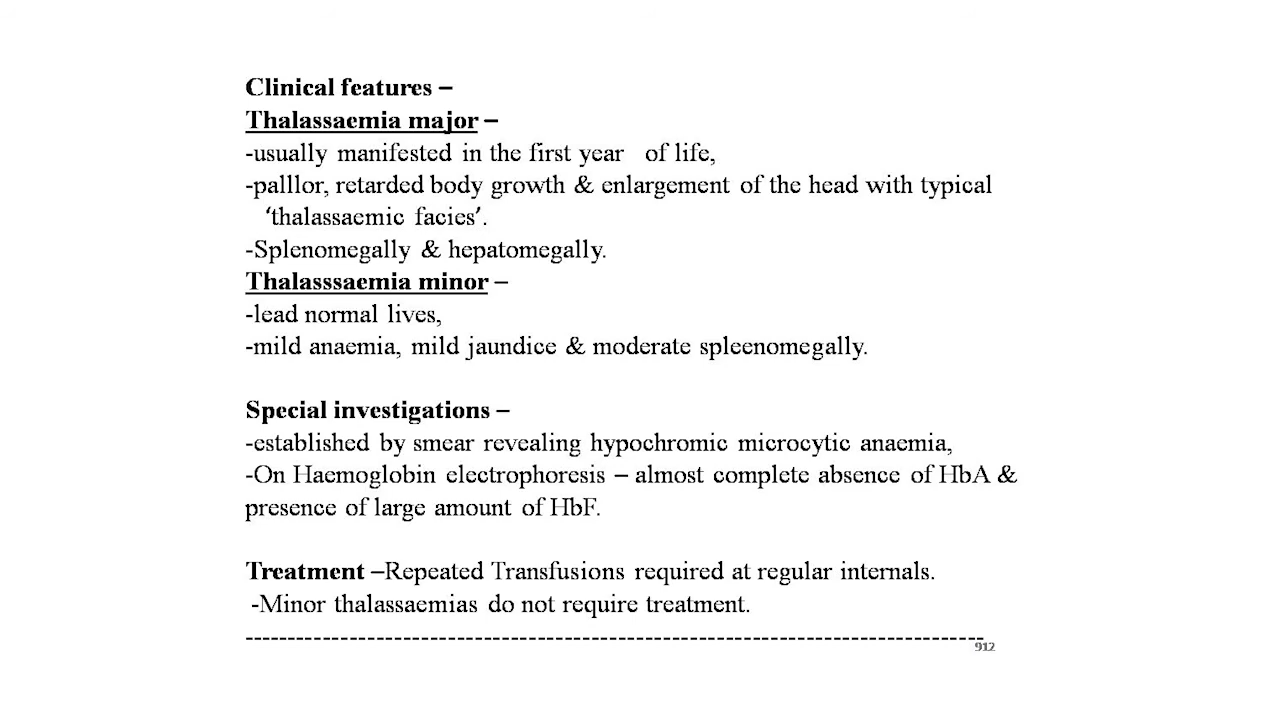 Clinical features –
Thalassaemia major –
-usually manifested in the first year of life,
-palllor, retarded body growth & enlargement of the head with typical
‘thalassaemic facies’.
-Splenomegally & hepatomegally.
Thalasssaemia minor –
-lead normal lives,
-mild anaemia, mild jaundice & moderate spleenomegally.
Special investigations –
-established by smear revealing hypochromic microcytic anaemia,
-On Haemoglobin electrophoresis – almost complete absence of HbA &
presence of large amount of HbF.
Treatment –Repeated Transfusions required at regular internals.
-Minor thalassaemias do not require treatment.
--------------------------------------------------------------------------------------
912